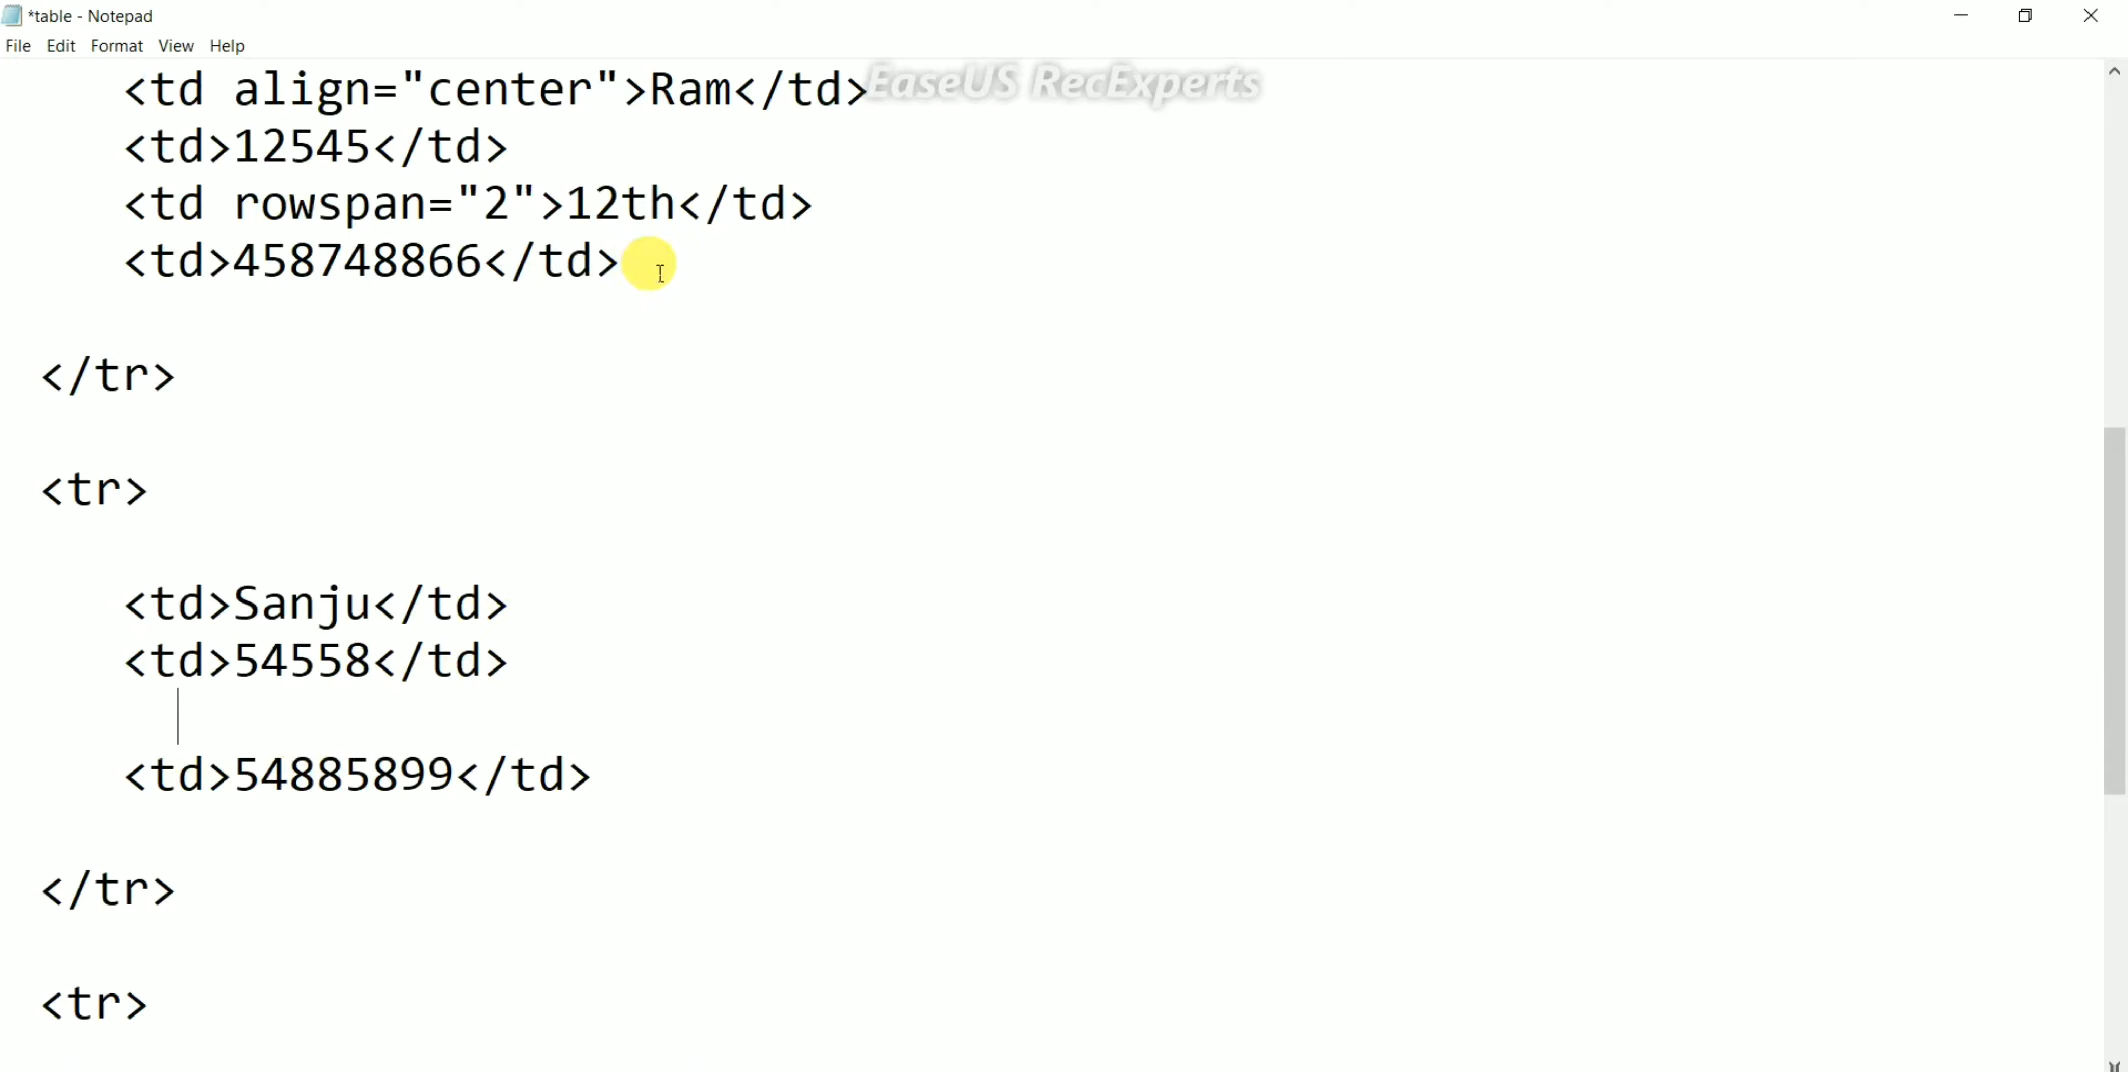 *table - Notepad
File Edit Format View Help
<td align="center">Ram</td>
EaseUS RecExperts
<td>12545</td>
<td rowspan="2">12th</td>
<td>458748866</td>
</tr>
<tr>
<td>Sanju</td>
<td>54558</td>
<td>54885899</td>
</tr>
<tr>